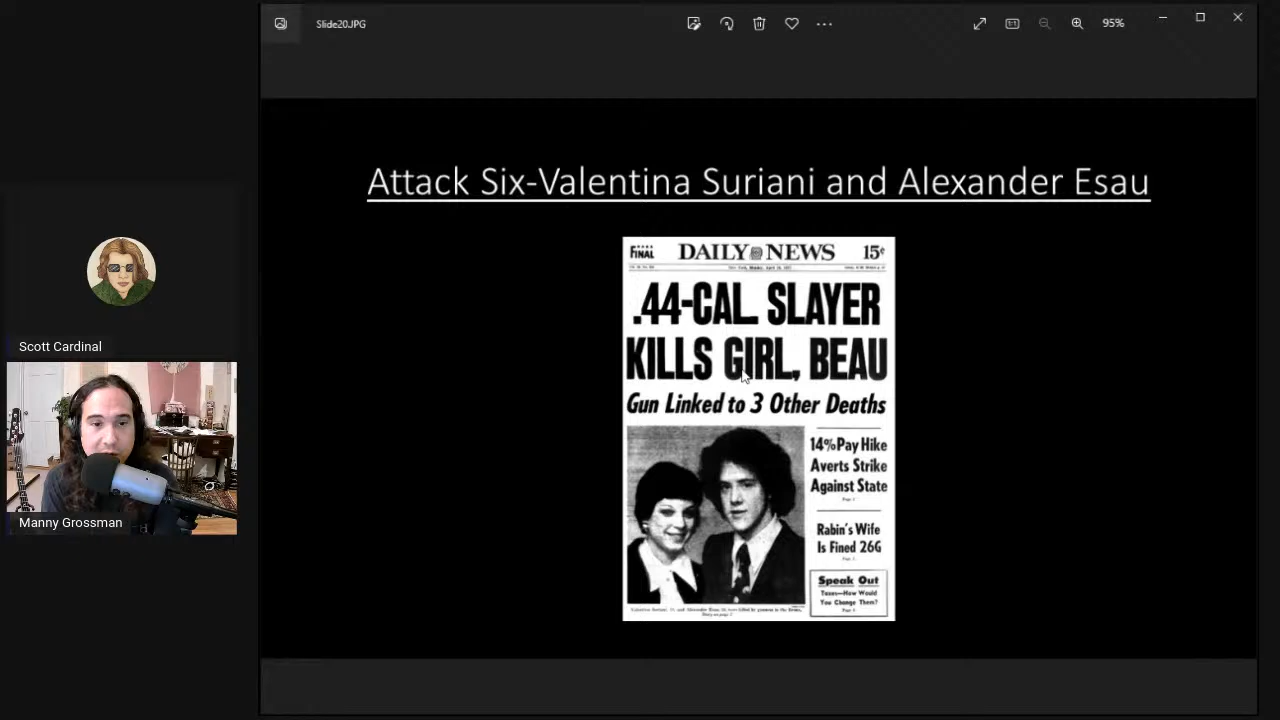 Slide20.JPG
95%
Attack Six-Valentina Suriani and Alexander Esau
FINAL
DAILY NEWS
15¢
.44-CAL. SLAYER
KILLS GIRL, BEAU
Gun Linked to 3 Other Deaths
14% Pay Hike
Averts Strike
Against State
Rabin's Wife
Is Fined 26G
Speak Out
Taxes—How Would
You Change Them?
Scott Cardinal
Manny Grossman